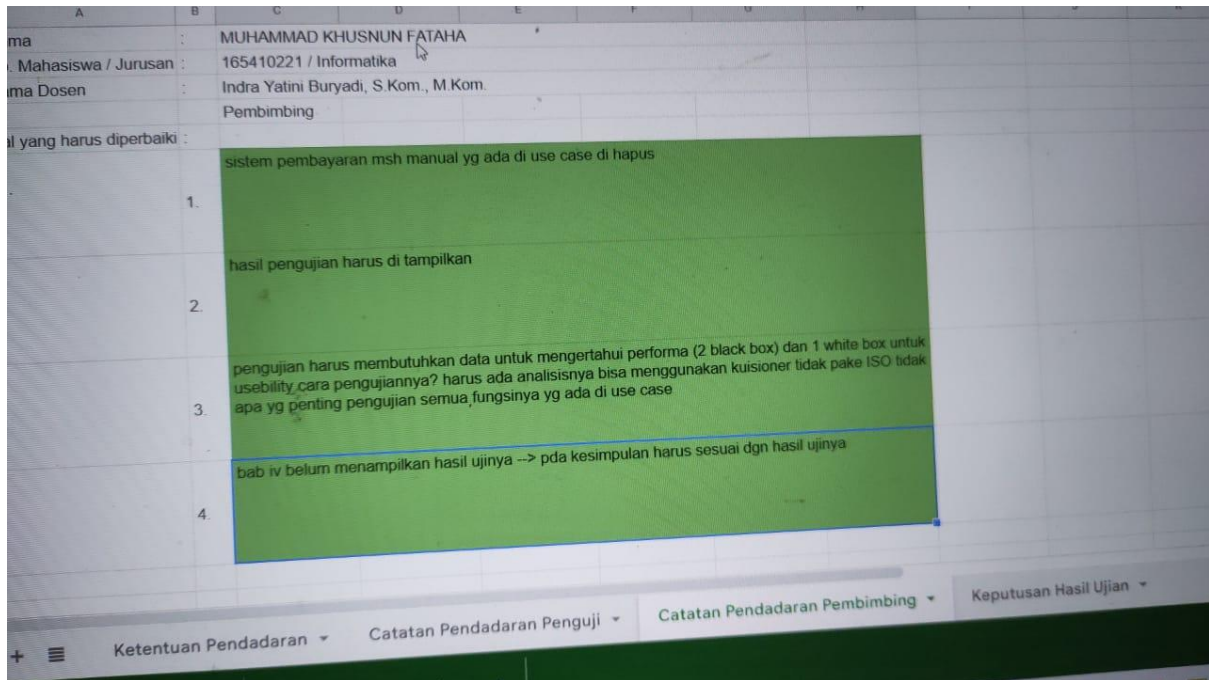 A B C D E F
ma : MUHAMMAD KHUSNUN FATAHA
. Mahasiswa / Jurusan : 165410221 / Informatika
ma Dosen : Indra Yatini Buryadi, S.Kom., M.Kom.
Pembimbing
al yang harus diperbaiki :
1. sistem pembayaran msh manual yg ada di use case di hapus
2. hasil pengujian harus di tampilkan
3. pengujian harus membutuhkan data untuk mengertahui performa (2 black box) dan 1 white box untuk
usebility cara pengujiannya? harus ada analisisnya bisa menggunakan kuisioner tidak pake ISO tidak
apa yg penting pengujian semua fungsinya yg ada di use case
4. bab iv belum menampilkan hasil ujinya --> pda kesimpulan harus sesuai dgn hasil ujinya
+ Ketentuan Pendadaran Catatan Pendadaran Penguji Catatan Pendadaran Pembimbing Keputusan Hasil Ujian